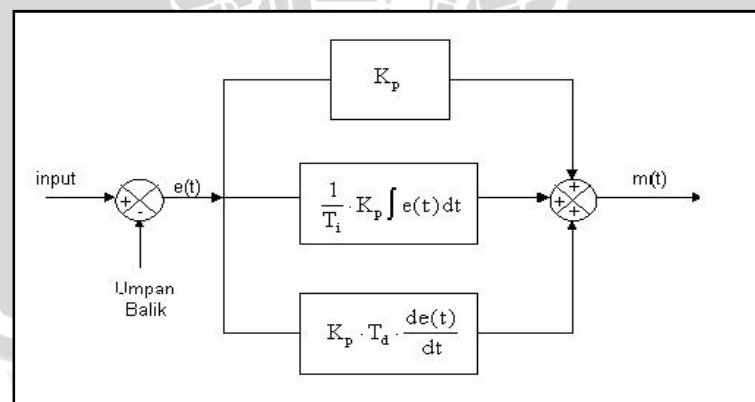 K_p
input
+
-
e(t)
1/T_i · K_p ∫ e(t) dt
+
+
+
m(t)
Umpan
Balik
K_p · T_d · de(t)/dt